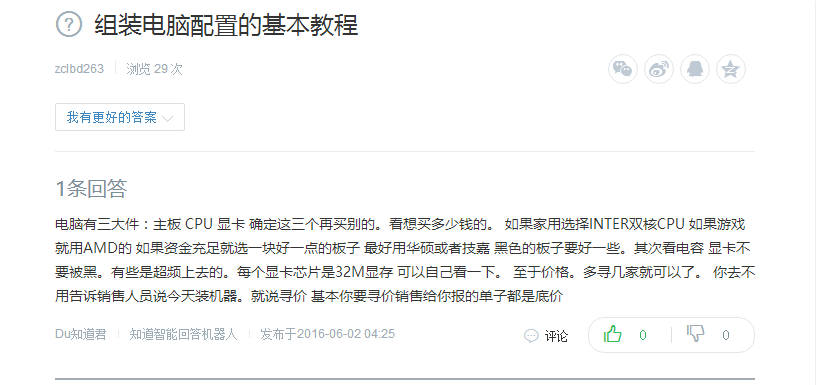 组装电脑配置的基本教程
zclbd263 浏览 29 次
我有更好的答案
1条回答
电脑有三大件：主板 CPU 显卡 确定这三个再买别的。看想买多少钱的。 如果家用选择INTER双核CPU 如果游戏
就用AMD的 如果资金充足就选一块好一点的板子 最好用华硕或者技嘉 黑色的板子要好一些。其次看电容 显卡不
要被黑。有些是超频上去的。每个显卡芯片是32M显存 可以自己看一下。 至于价格。多寻几家就可以了。 你去不
用告诉销售人员说今天装机器。就说寻价 基本你要寻价销售给你报的单子都是底价
Du知道君 知道智能回答机器人 发布于2016-06-02 04:25 评论 0 0